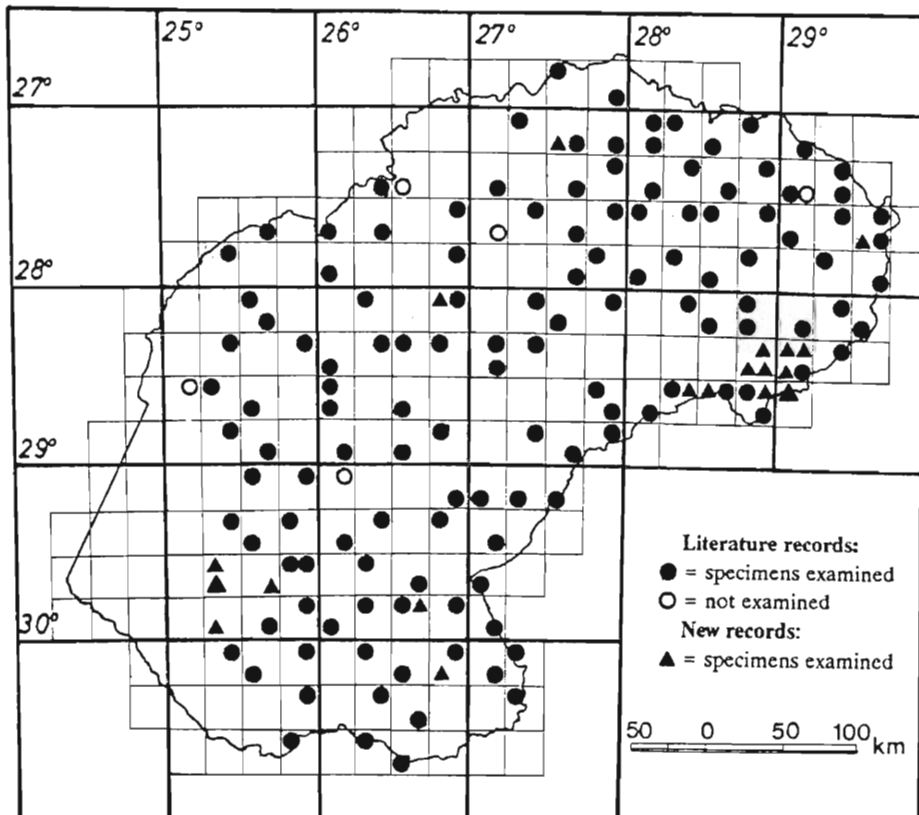 25° 26° 27° 28° 29°
27°
28°
29°
30°
Literature records:
= specimens examined
= not examined
New records:
= specimens examined
50 0 50 100 km